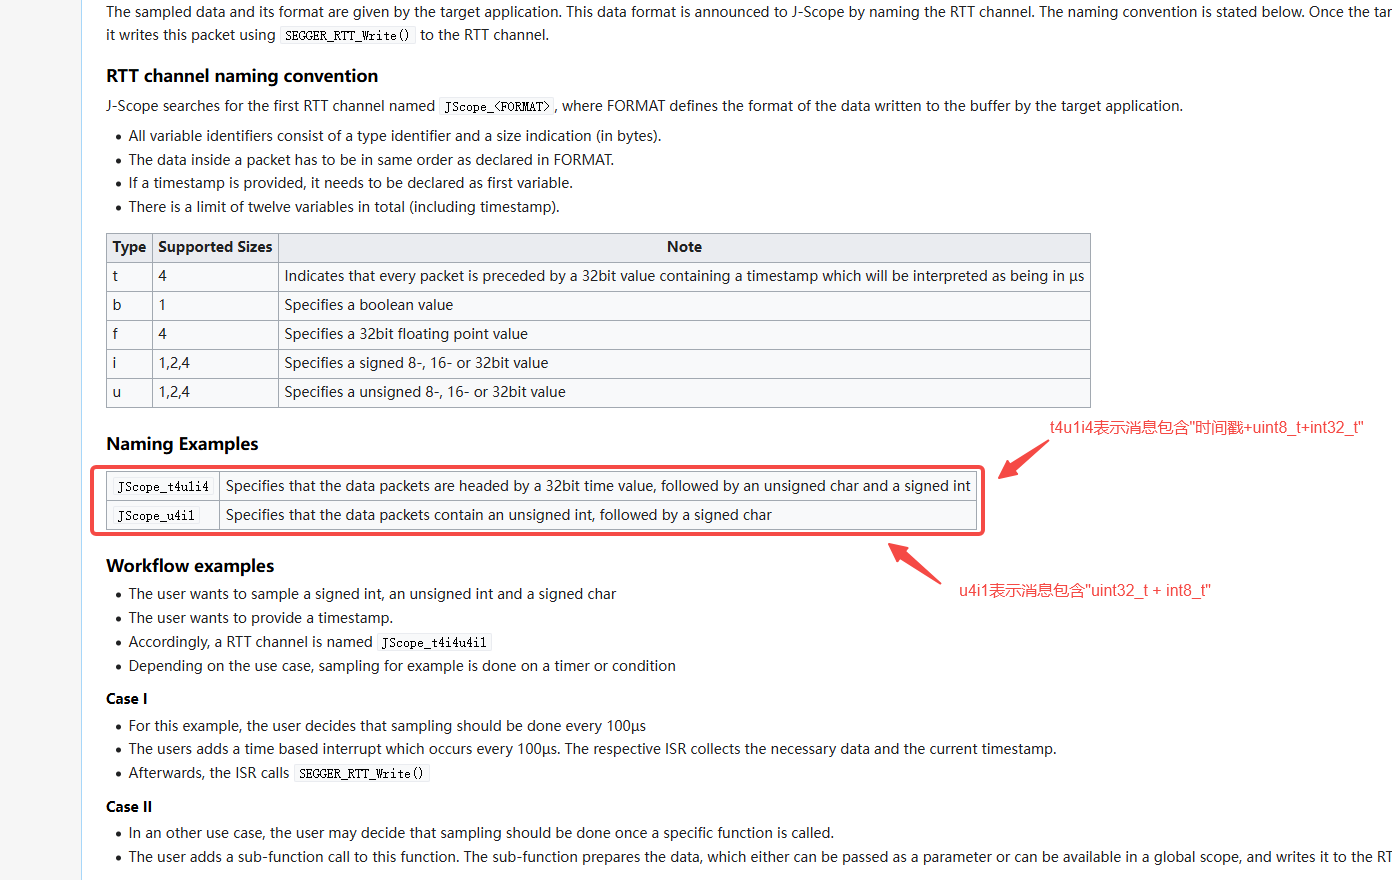 The sampled data and its format are given by the target application. This data format is announced to J-Scope by naming the RTT channel. The naming convention is stated below. Once the tar
it writes this packet using SEGGER_RTT_Write() to the RTT channel.
RTT channel naming convention
J-Scope searches for the first RTT channel named JScope_<FORMAT>, where FORMAT defines the format of the data written to the buffer by the target application.
• All variable identifiers consist of a type identifier and a size indication (in bytes).
• The data inside a packet has to be in same order as declared in FORMAT.
• If a timestamp is provided, it needs to be declared as first variable.
• There is a limit of twelve variables in total (including timestamp).
Type Supported Sizes Note
t 4 Indicates that every packet is preceded by a 32bit value containing a timestamp which will be interpreted as being in µs
b 1 Specifies a boolean value
f 4 Specifies a 32bit floating point value
i 1,2,4 Specifies a signed 8-, 16- or 32bit value
u 1,2,4 Specifies a unsigned 8-, 16- or 32bit value
t4u1i4表示消息包含"时间戳+uint8_t+int32_t"
Naming Examples
JScope_t4u1i4 Specifies that the data packets are headed by a 32bit time value, followed by an unsigned char and a signed int
JScope_u4i1 Specifies that the data packets contain an unsigned int, followed by a signed char
Workflow examples
u4i1表示消息包含"uint32_t + int8_t"
• The user wants to sample a signed int, an unsigned int and a signed char
• The user wants to provide a timestamp.
• Accordingly, a RTT channel is named JScope_t4i4u4i1
• Depending on the use case, sampling for example is done on a timer or condition
Case I
• For this example, the user decides that sampling should be done every 100µs
• The users adds a time based interrupt which occurs every 100µs. The respective ISR collects the necessary data and the current timestamp.
• Afterwards, the ISR calls SEGGER_RTT_Write()
Case II
• In an other use case, the user may decide that sampling should be done once a specific function is called.
• The user adds a sub-function call to this function. The sub-function prepares the data, which either can be passed as a parameter or can be available in a global scope, and writes it to the RT